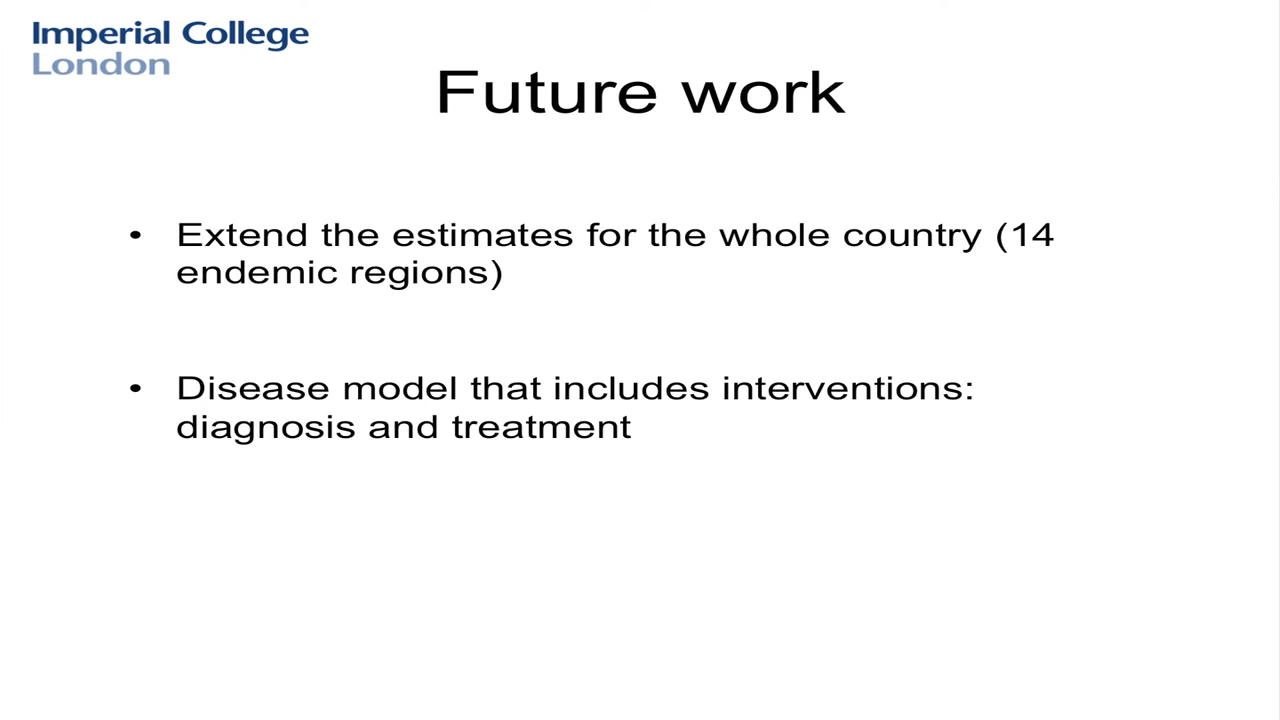 Imperial College
London
Future work
• Extend the estimates for the whole country (14
endemic regions)
• Disease model that includes interventions:
diagnosis and treatment